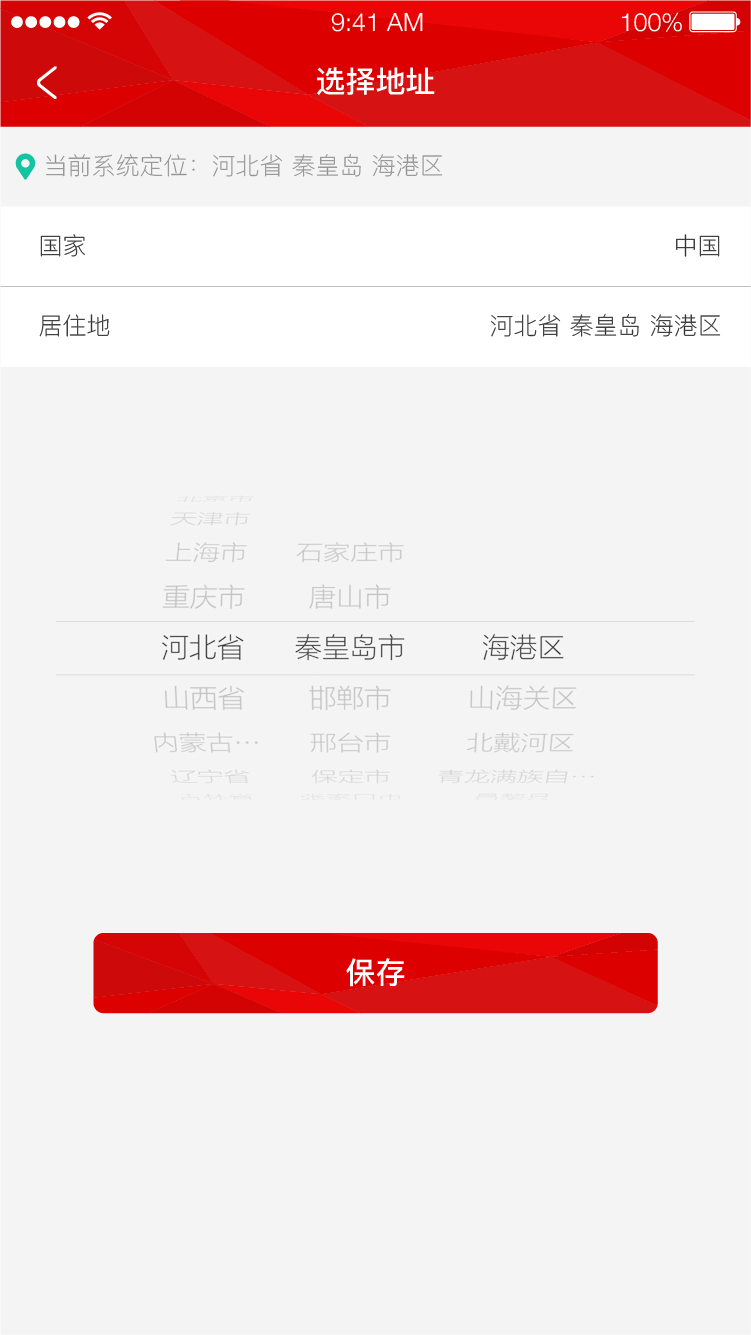 9:41 AM 100%
选择地址
当前系统定位：河北省 秦皇岛 海港区
国家 中国
居住地 河北省 秦皇岛 海港区
天津市
上海市 石家庄市
重庆市 唐山市
河北省 秦皇岛市 海港区
山西省 邯郸市 山海关区
内蒙古… 邢台市 北戴河区
辽宁省 保定市 青龙满族自…
保存